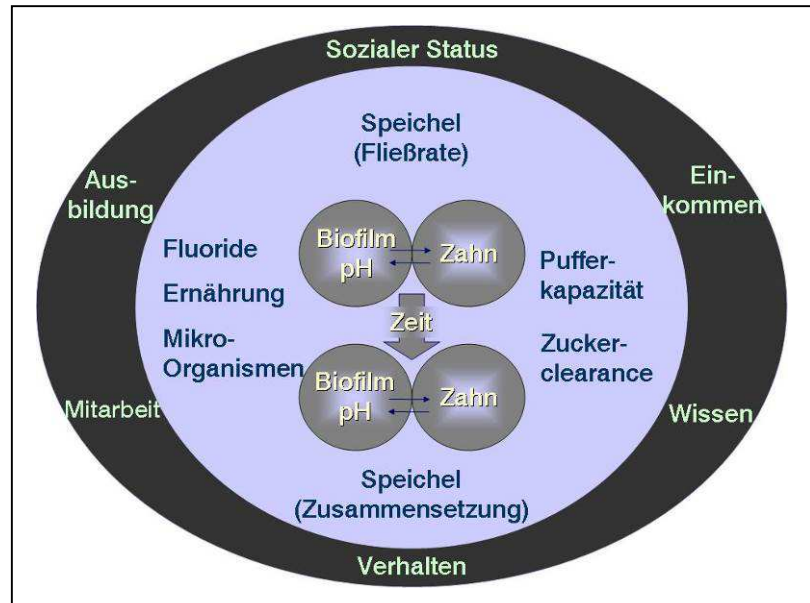 Sozialer Status
Speichel
(Fließrate)
Aus-
bildung
Ein-
kommen
Fluoride
Ernährung
Mikro-
Organismen
Biofilm
pH
Zahn
Puffer-
kapazität
Zeit
Zucker-
clearance
Biofilm
pH
Zahn
Mitarbeit
Wissen
Speichel
(Zusammensetzung)
Verhalten